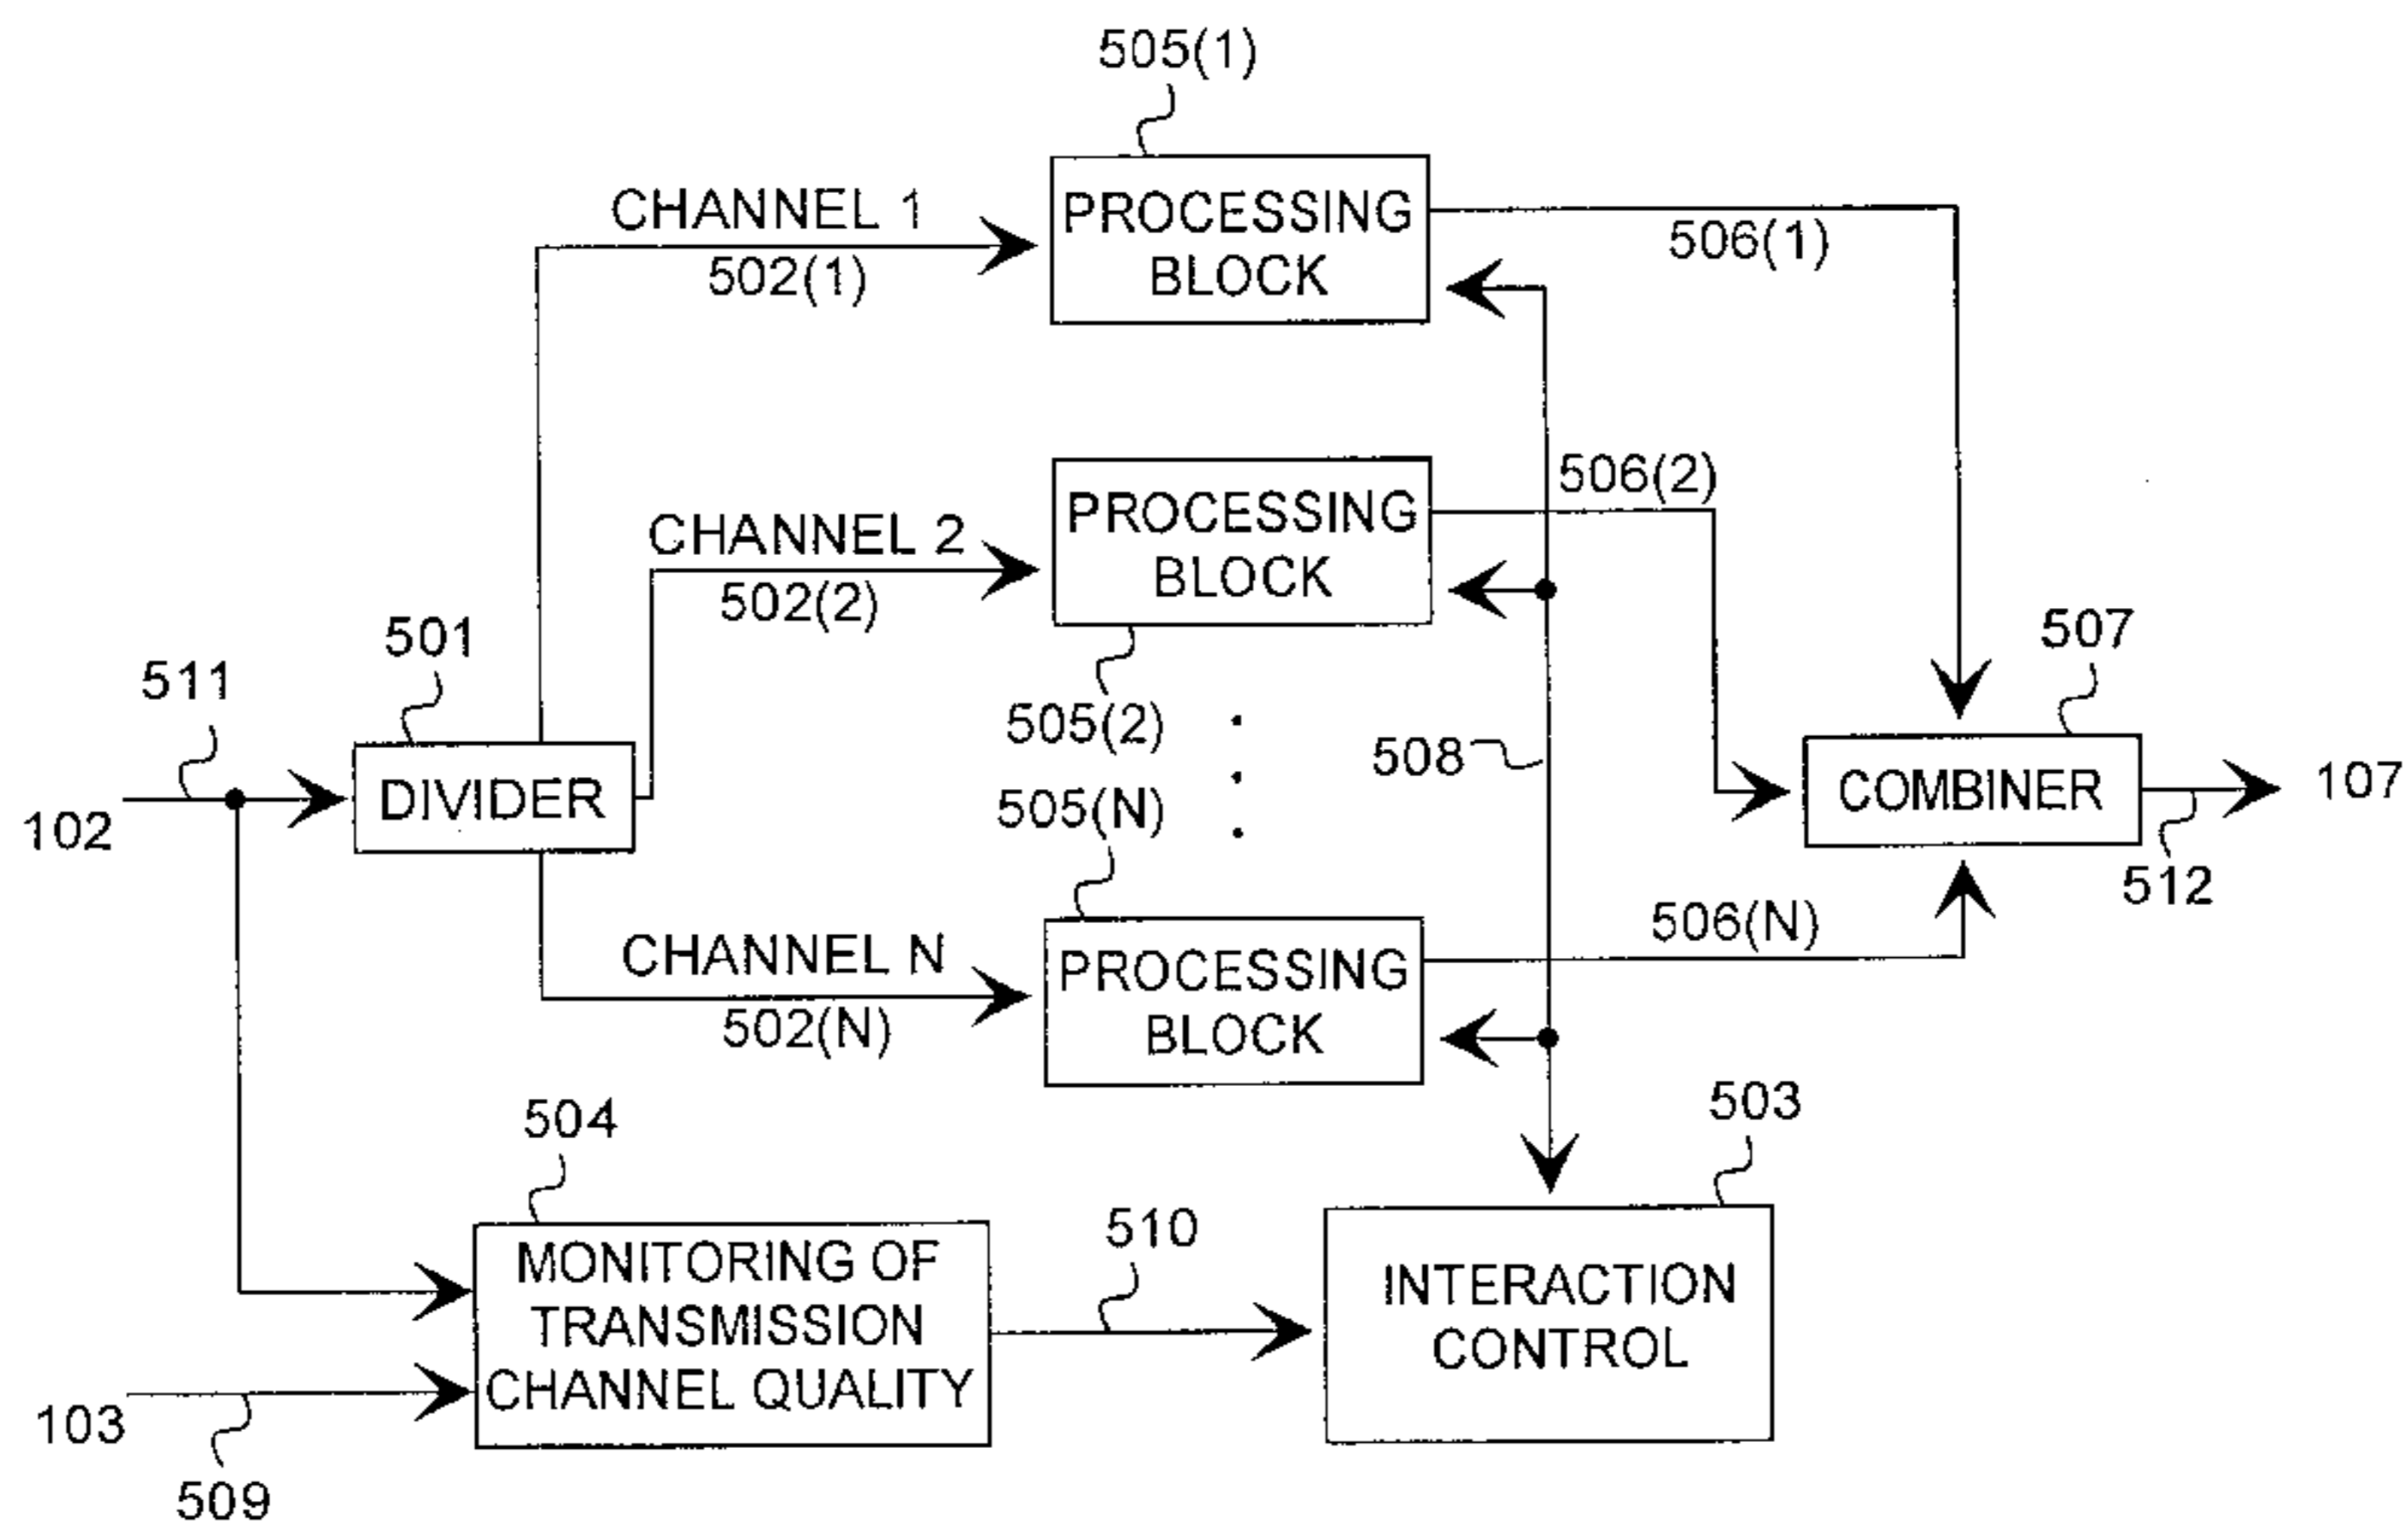 505(1)
PROCESSING
BLOCK
CHANNEL 1
502(1)
506(1)
PROCESSING
BLOCK
CHANNEL 2
502(2)
506(2)
505(2)
501
511
DIVIDER
102
508
507
COMBINER
107
512
505(N)
PROCESSING
BLOCK
CHANNEL N
502(N)
506(N)
504
MONITORING OF
TRANSMISSION
CHANNEL QUALITY
510
503
INTERACTION
CONTROL
103
509